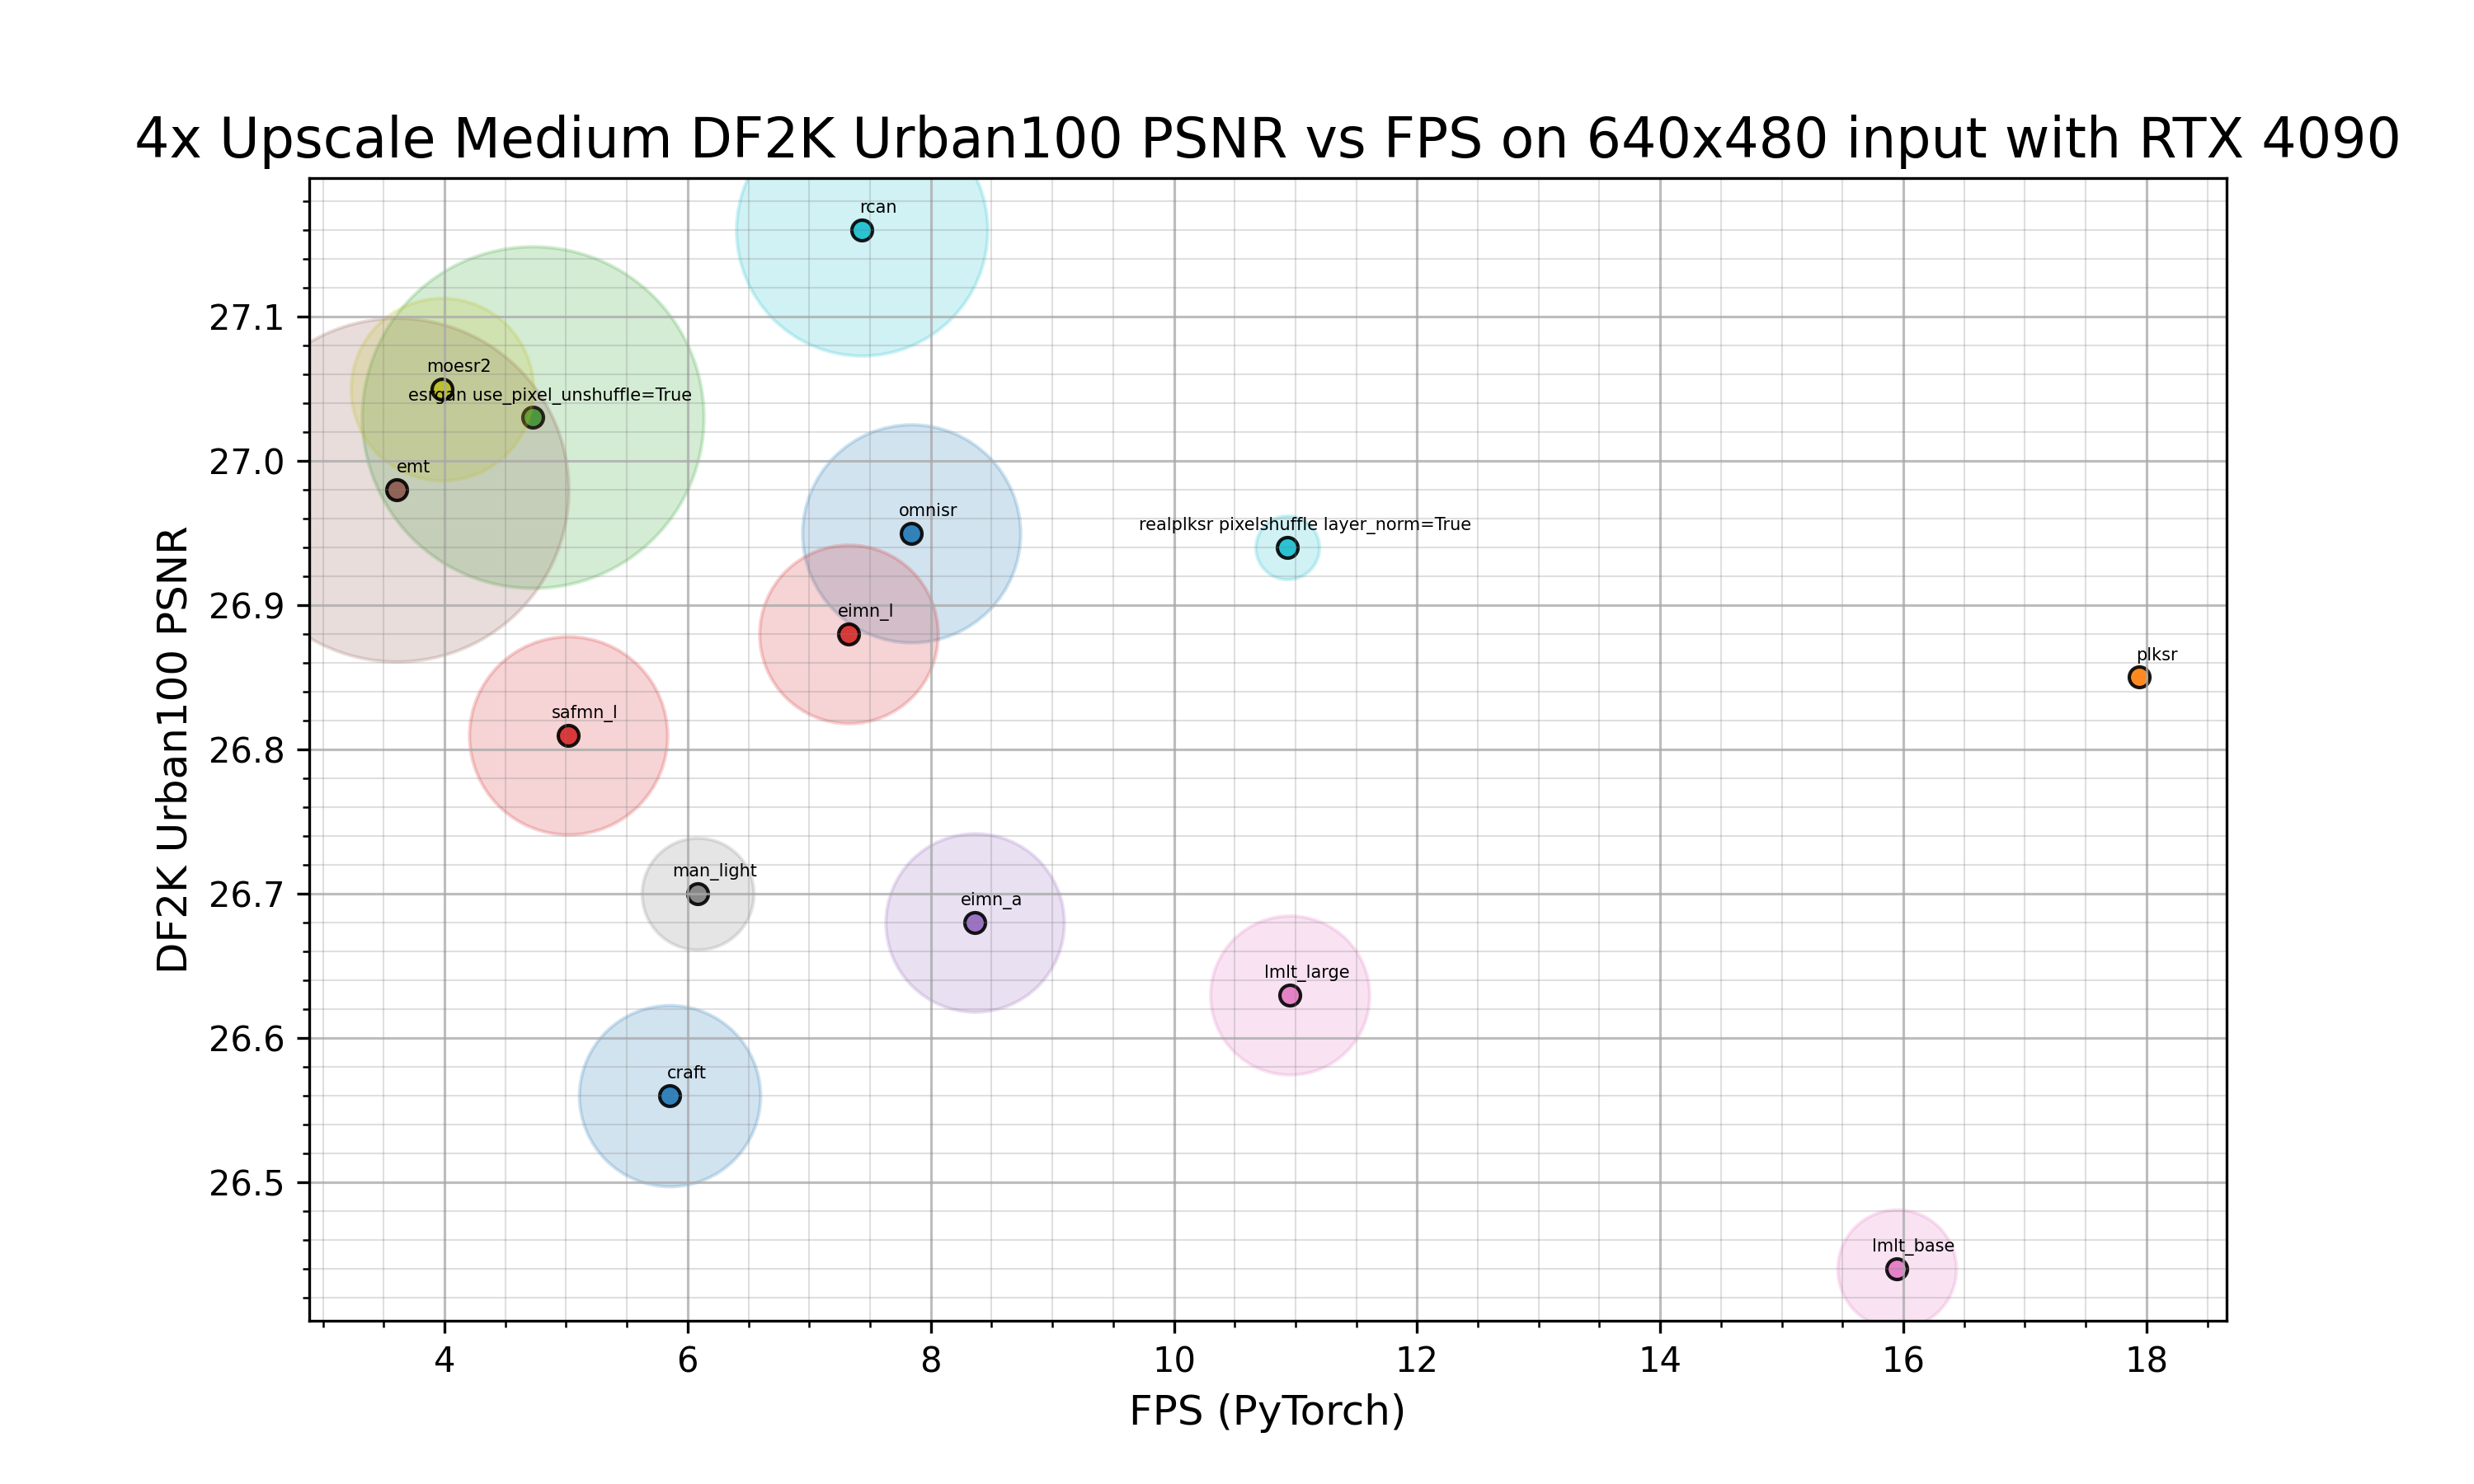 4x Upscale Medium DF2K Urban100 PSNR vs FPS on 640x480 input with RTX 4090
rcan
27.1
moesr2
esrgan use_pixel_unshuffle=True
27.0
emt
omnisr
realplksr pixelshuffle layer_norm=True
26.9
eimn_l
plksr
safmn_l
26.8
DF2K Urban100 PSNR
man_light
26.7
eimn_a
lmlt_large
26.6
craft
26.5
lmlt_base
4 6 8 10 12 14 16 18
FPS (PyTorch)